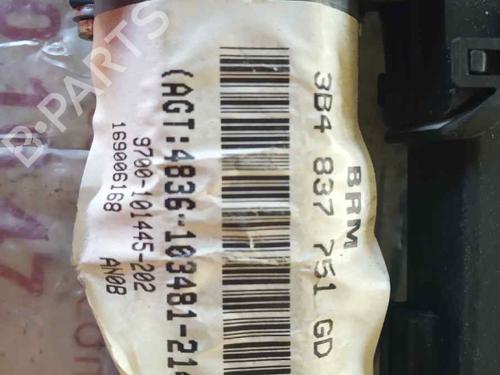 BRM
3B4 837 751 GD
(AGT:4836-103481-214
9700-101445-202
169006168 AN0B
B-PARTS